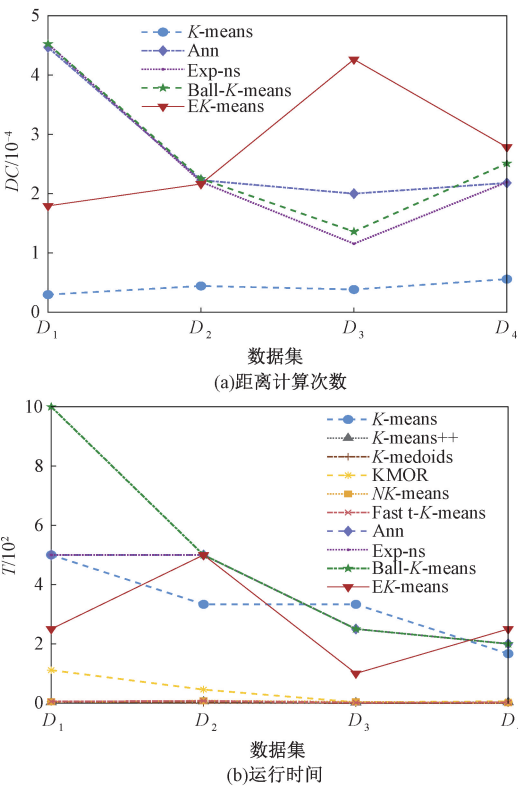 5
4
3
2
1
0
DC/10⁻⁴
K-means
Ann
Exp-ns
Ball-K-means
EK-means
D₁ D₂ D₃ D₄
数据集
(a)距离计算次数
10
8
6
4
2
0
T/10²
K-means
K-means++
K-medoids
KMOR
NK-means
Fast t-K-means
Ann
Exp-ns
Ball-K-means
EK-means
D₁ D₂ D₃ D
数据集
(b)运行时间